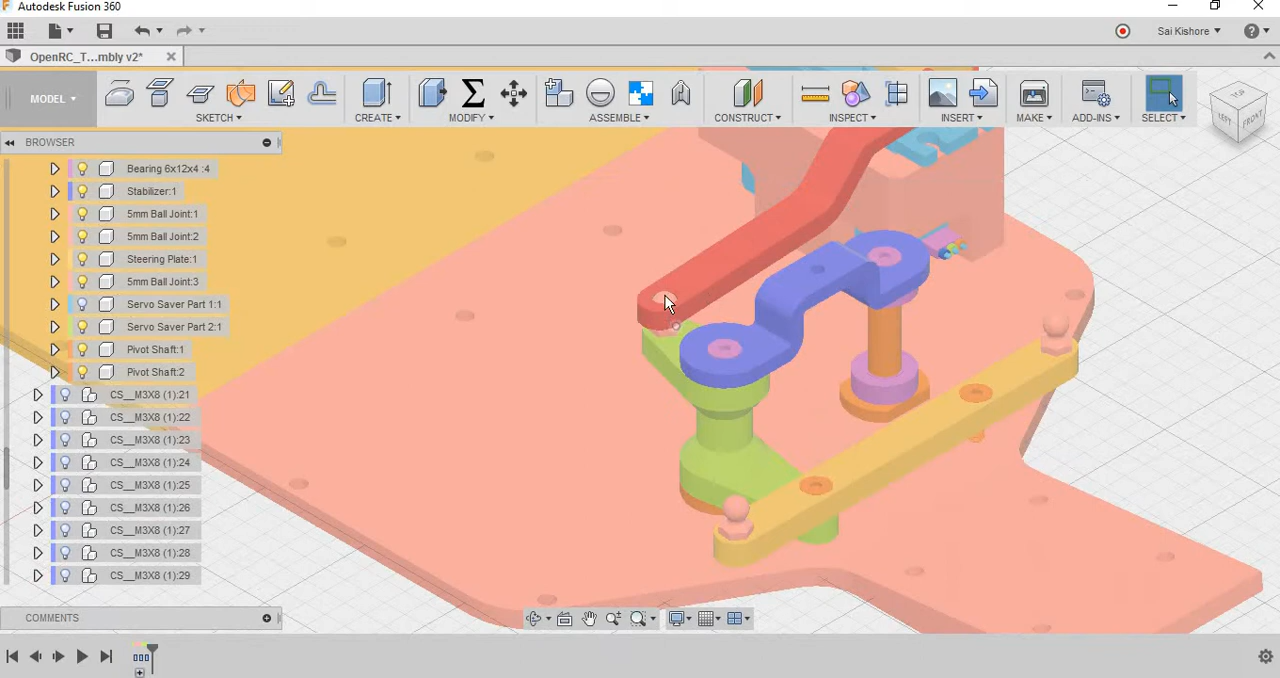 Autodesk Fusion 360
Sai Kishore
OpenRC_T...mbly v2*
MODEL
SKETCH
CREATE
MODIFY
ASSEMBLE
CONSTRUCT
INSPECT
INSERT
MAKE
ADD-INS
SELECT
TOP
LEFT
FRONT
BROWSER
Bearing 6x12x4 :4
Stabilizer:1
5mm Ball Joint:1
5mm Ball Joint:2
Steering Plate:1
5mm Ball Joint:3
Servo Saver Part 1:1
Servo Saver Part 2:1
Pivot Shaft:1
Pivot Shaft:2
CS__M3X8 (1):21
CS__M3X8 (1):22
CS__M3X8 (1):23
CS__M3X8 (1):24
CS__M3X8 (1):25
CS__M3X8 (1):26
CS__M3X8 (1):27
CS__M3X8 (1):28
CS__M3X8 (1):29
COMMENTS